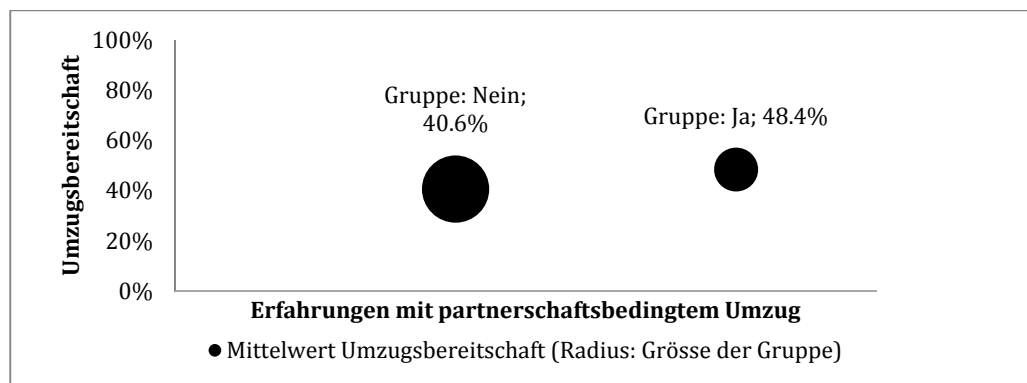 100%
80%
60%
40%
20%
0%
Umzugsbereitschaft
Gruppe: Nein;
40.6%
Gruppe: Ja; 48.4%
Erfahrungen mit partnerschaftsbedingtem Umzug
Mittelwert Umzugsbereitschaft (Radius: Grösse der Gruppe)